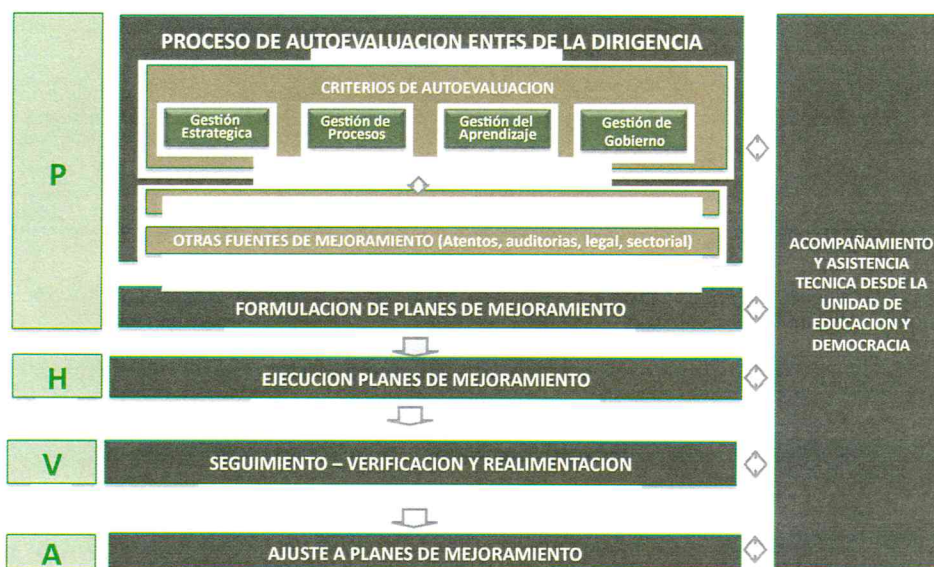 P
PROCESO DE AUTOEVALUACION ENTES DE LA DIRIGENCIA
CRITERIOS DE AUTOEVALUACION
Gestión
Estrategica
Gestión de
Procesos
Gestión del
Aprendizaje
Gestión de
Gobierno
OTRAS FUENTES DE MEJORAMIENTO (Atentos, auditorias, legal, sectorial)
FORMULACION DE PLANES DE MEJORAMIENTO
H
EJECUCION PLANES DE MEJORAMIENTO
V
SEGUIMIENTO – VERIFICACION Y REALIMENTACION
A
AJUSTE A PLANES DE MEJORAMIENTO
ACOMPAÑAMIENTO
Y ASISTENCIA
TECNICA DESDE LA
UNIDAD DE
EDUCACION Y
DEMOCRACIA